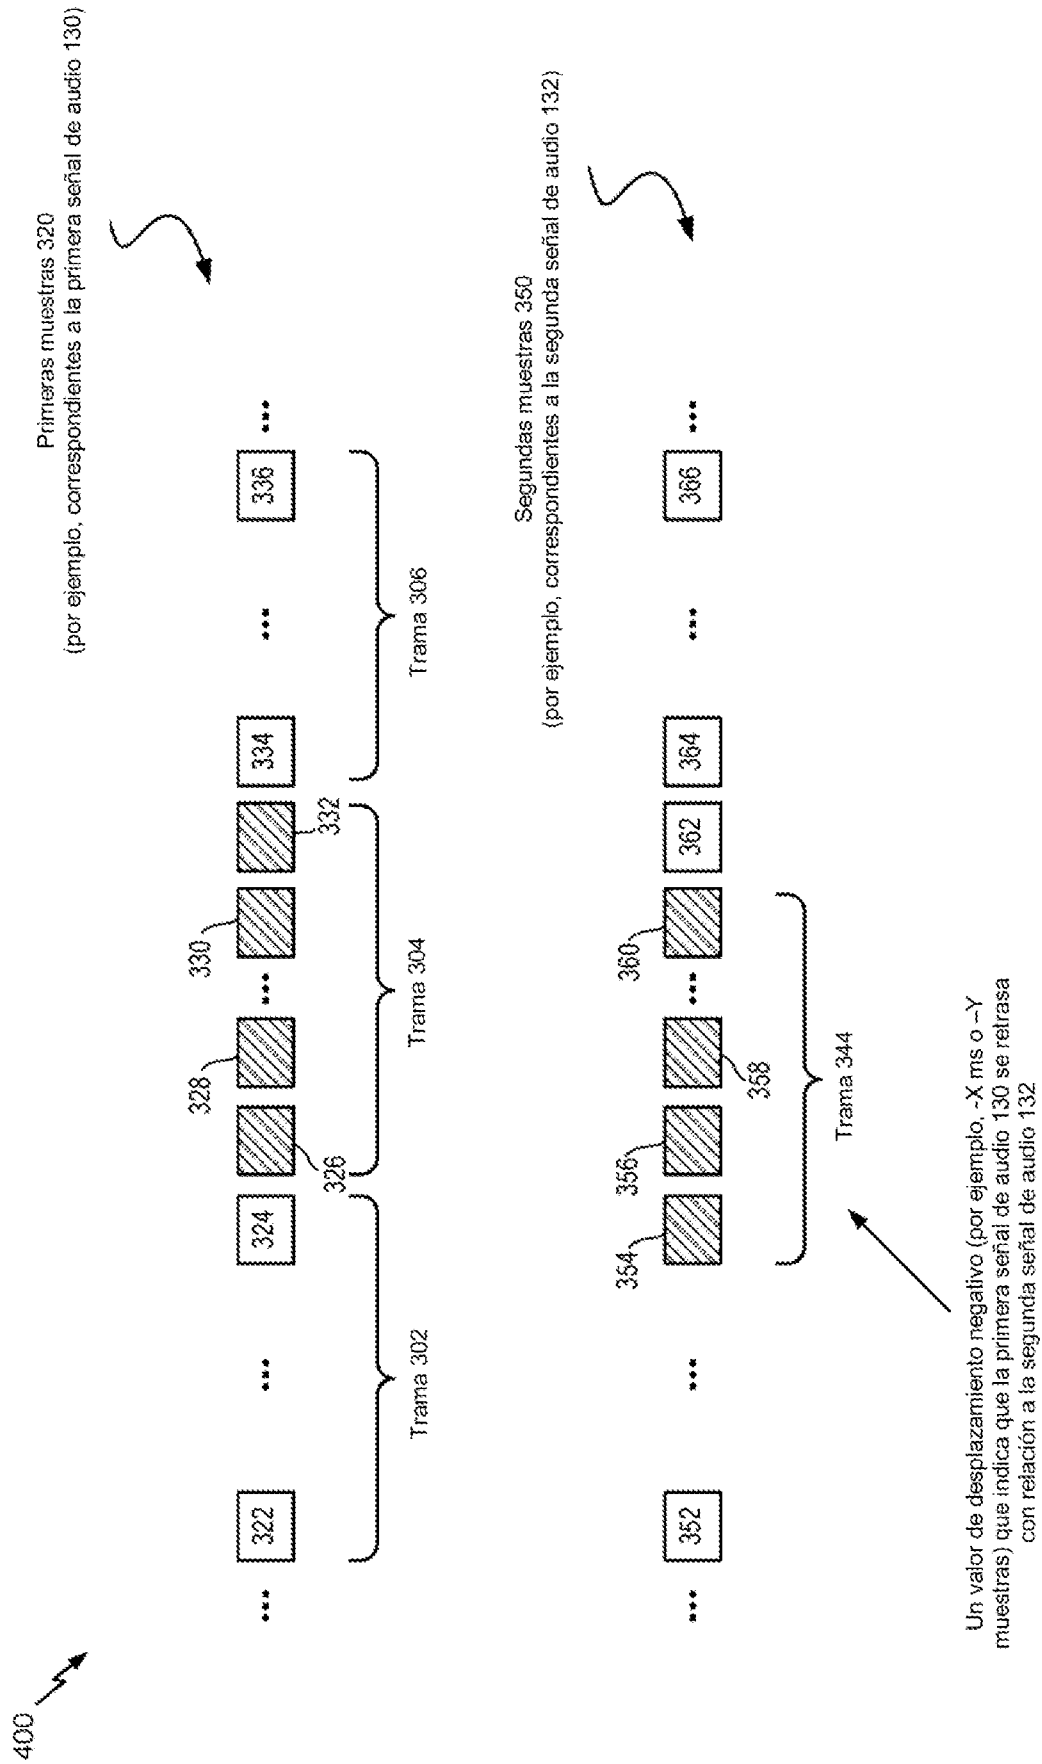 400
Primeras muestras 320
(por ejemplo, correspondientes a la primera señal de audio 130)
322
324
326
328
330
332
334
336
Trama 302
Trama 304
Trama 306
Segundas muestras 350
(por ejemplo, correspondientes a la segunda señal de audio 132)
352
354
356
358
360
362
364
366
Trama 344
Un valor de desplazamiento negativo (por ejemplo, -X ms o –Y
muestras) que indica que la primera señal de audio 130 se retrasa
con relación a la segunda señal de audio 132